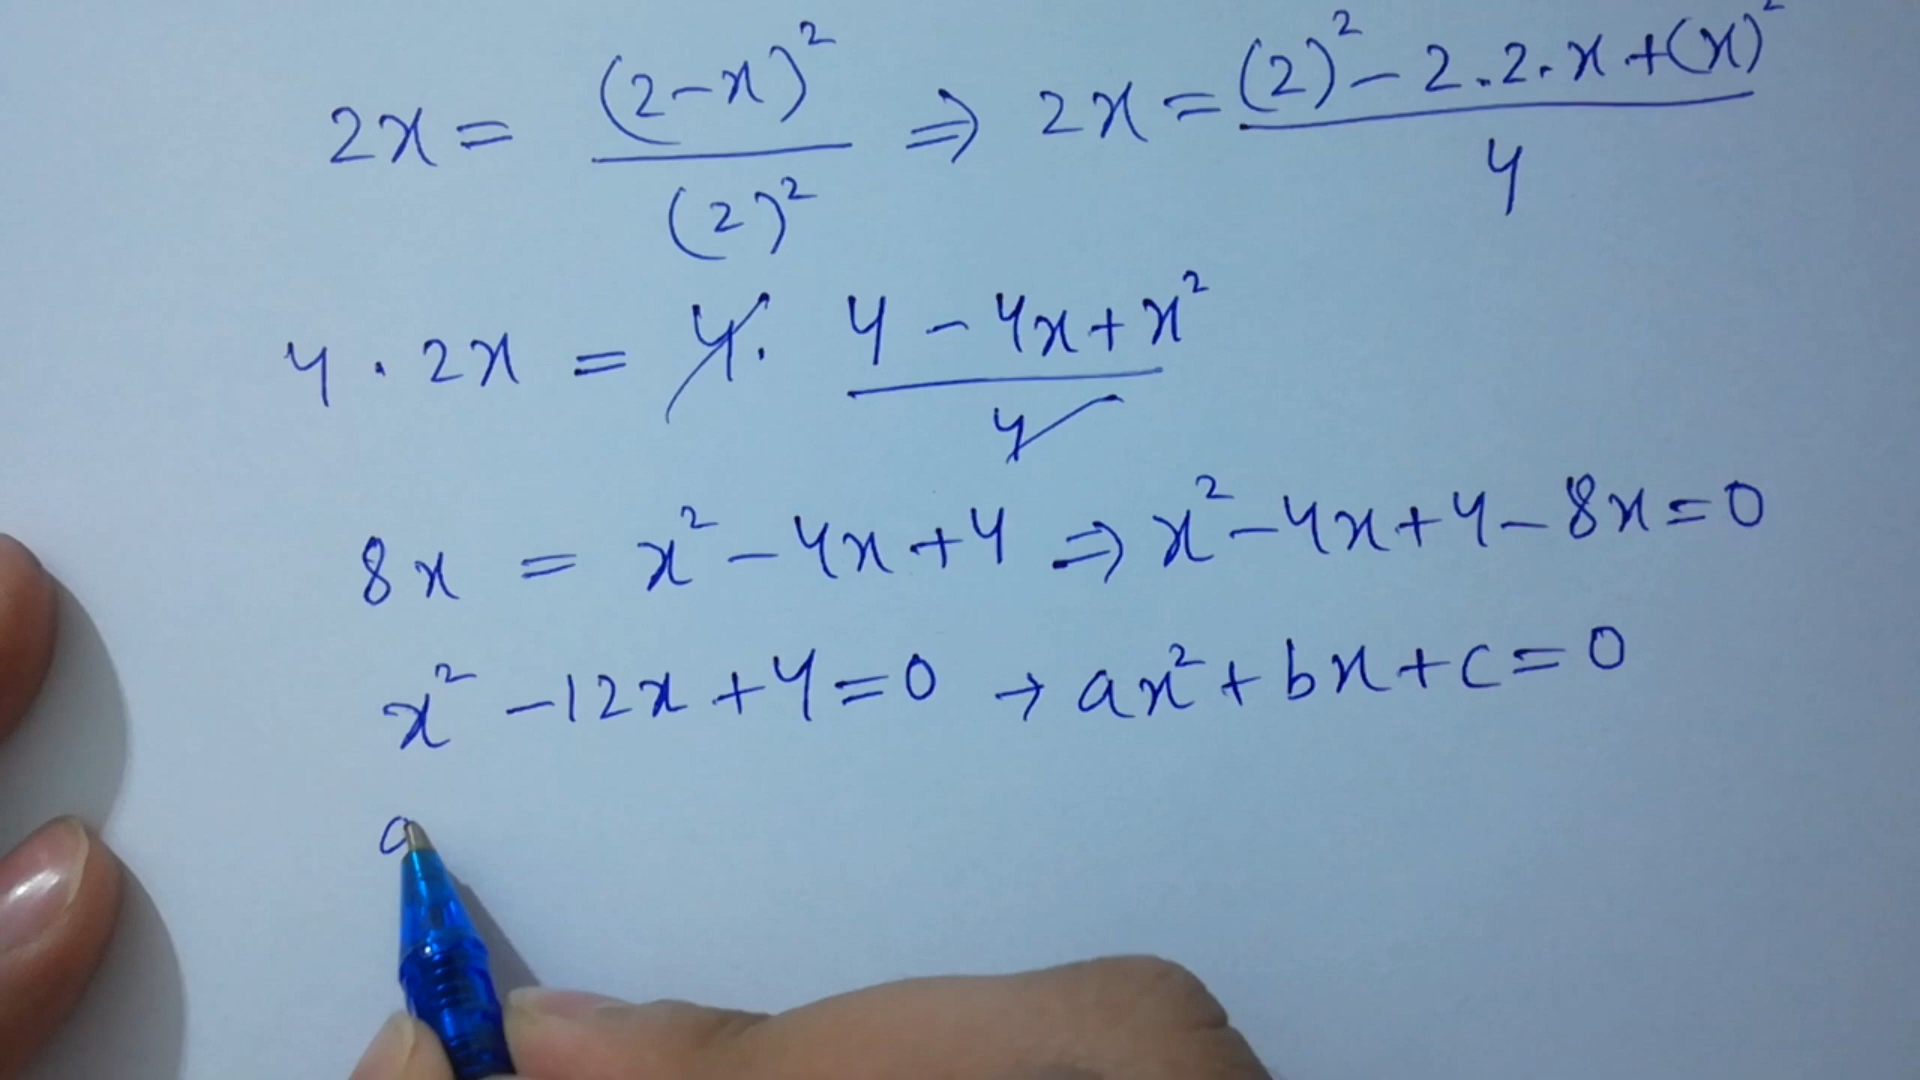 2x = (2-x)² / (2)² ⇒ 2x = (2)² - 2.2.x + (x)² / 4
4 . 2x = 4. 4 - 4x + x² / 4
8x = x² - 4x + 4 ⇒ x² - 4x + 4 - 8x = 0
x² - 12x + 4 = 0 → ax² + bx + c = 0
a